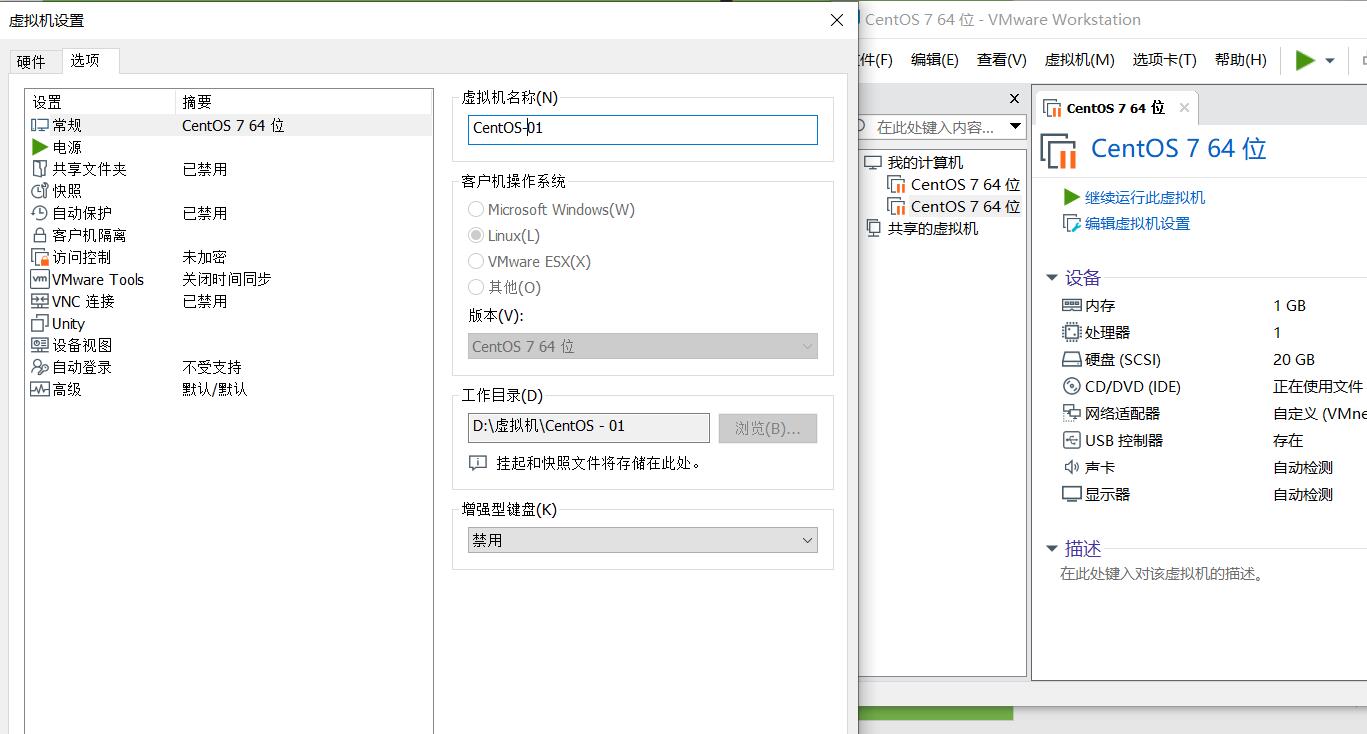 虚拟机设置
硬件 选项
设置 摘要
常规 CentOS 7 64 位
电源
共享文件夹 已禁用
快照
自动保护 已禁用
客户机隔离
访问控制 未加密
VMware Tools 关闭时间同步
VNC 连接 已禁用
Unity
设备视图
自动登录 不受支持
高级 默认/默认
虚拟机名称(N)
CentOS-01
客户机操作系统
Microsoft Windows(W)
Linux(L)
VMware ESX(X)
其他(O)
版本(V):
CentOS 7 64 位
工作目录(D)
D:\虚拟机\CentOS - 01
浏览(B)...
挂起和快照文件将存储在此处。
增强型键盘(K)
禁用
CentOS 7 64 位 - VMware Workstation
件(F) 编辑(E) 查看(V) 虚拟机(M) 选项卡(T) 帮助(H)
在此处键入内容...
我的计算机
CentOS 7 64 位
CentOS 7 64 位
共享的虚拟机
CentOS 7 64 位
CentOS 7 64 位
继续运行此虚拟机
编辑虚拟机设置
设备
内存 1 GB
处理器 1
硬盘 (SCSI) 20 GB
CD/DVD (IDE) 正在使用文件
网络适配器 自定义 (VMne
USB 控制器 存在
声卡 自动检测
显示器 自动检测
描述
在此处键入对该虚拟机的描述。